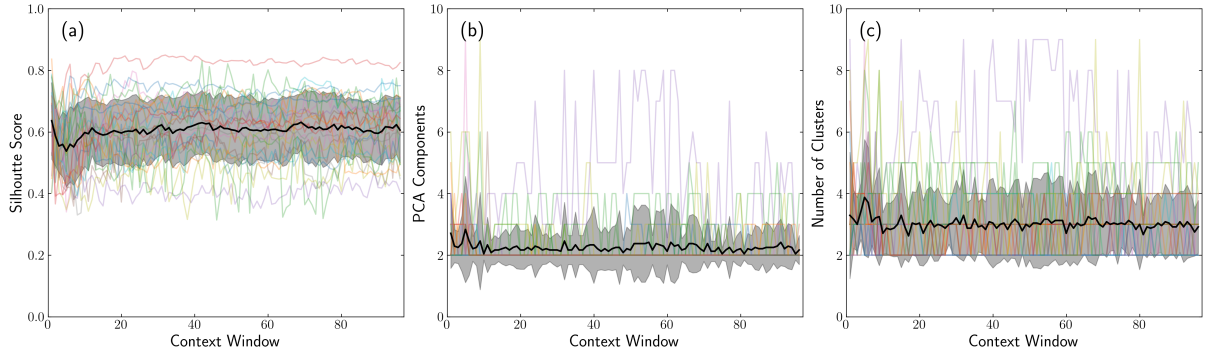 (a)
1.0
0.8
0.6
0.4
0.2
0.0
Silhoutte Score
0 20 40 60 80
Context Window
(b)
10
8
6
4
2
0
PCA Components
0 20 40 60 80
Context Window
(c)
10
8
6
4
2
0
Number of Clusters
0 20 40 60 80
Context Window